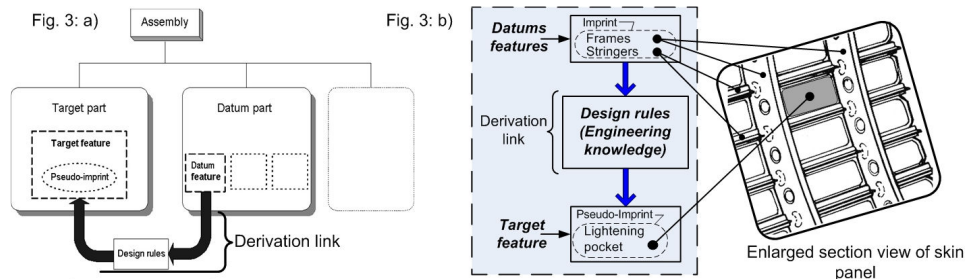 Fig. 3: a)
Assembly
Target part
Datum part
Target feature
Pseudo-imprint
Datum
feature
Design rules
Derivation link
Fig. 3: b)
Datums
features
Imprint
Frames
Stringers
Derivation
link
Design rules
(Engineering
knowledge)
Target
feature
Pseudo-Imprint
Lightening
pocket
Enlarged section view of skin
panel